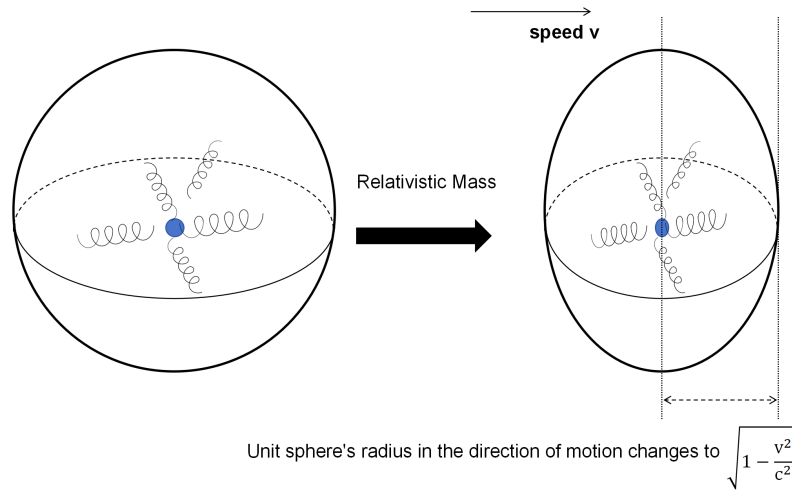 speed v
Relativistic Mass
Unit sphere's radius in the direction of motion changes to √(1 − v²/c²)